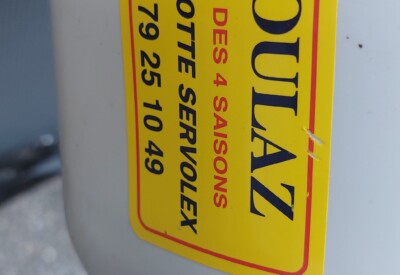 OULAZ
DES 4 SAISONS
OTTE SERVOLEX
79 25 10 49